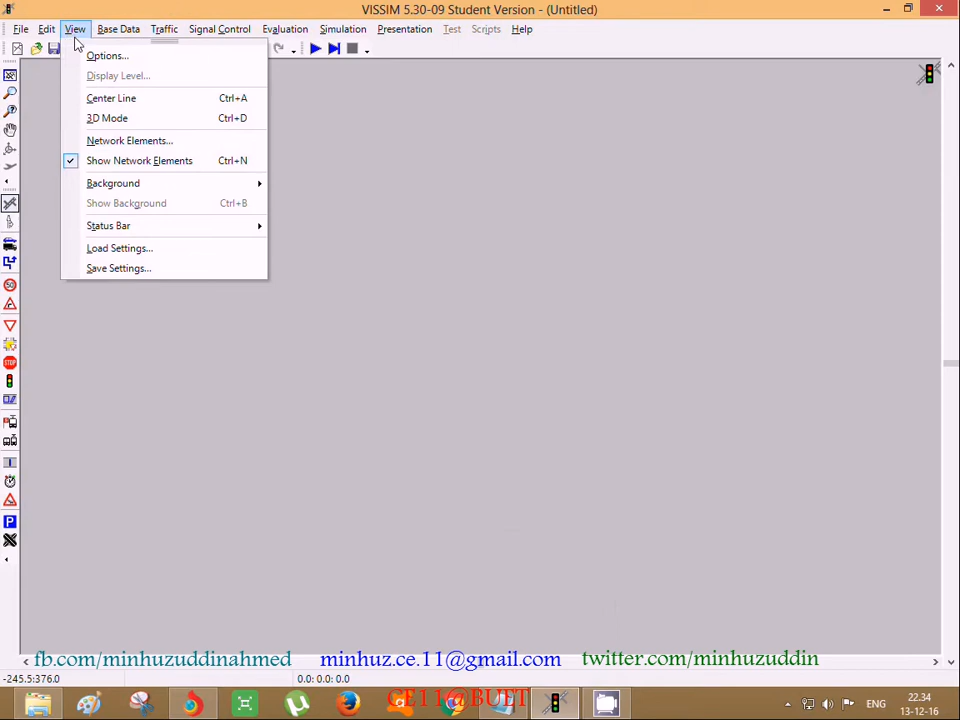 VISSIM 5.30-09 Student Version - (Untitled)
File Edit View Base Data Traffic Signal Control Evaluation Simulation Presentation Test Scripts Help
Options...
Display Level...
Center Line Ctrl+A
3D Mode Ctrl+D
Network Elements...
Show Network Elements Ctrl+N
Background
Show Background Ctrl+B
Status Bar
Load Settings...
Save Settings...
50
STOP
P
fb.com/minhuzuddinahmed minhuz.ce.11@gmail.com twitter.com/minhuzuddin
-245.5:376.0 0.0: 0.0: 0.0
CE11@BUET
ENG
22.34
13-12-16